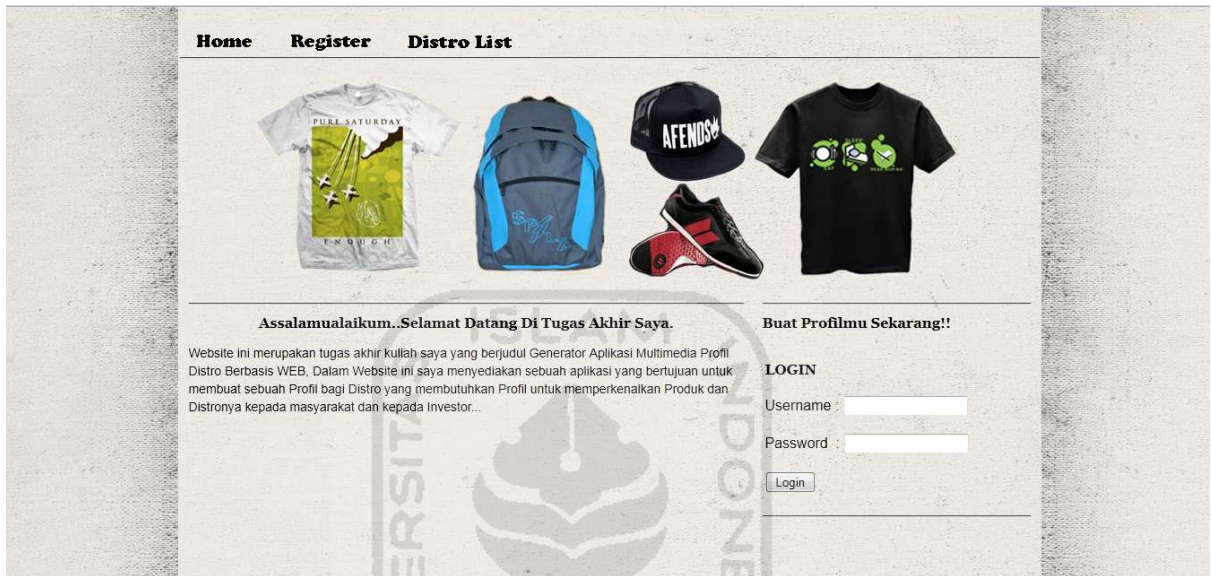 Home Register Distro List
PURE SATURDAY
ENOUGH
AFENDS
EAT
SLEEP
Assalamualaikum..Selamat Datang Di Tugas Akhir Saya.
Website ini merupakan tugas akhir kuliah saya yang berjudul Generator Aplikasi Multimedia Profil
Distro Berbasis WEB, Dalam Website ini saya menyediakan sebuah aplikasi yang bertujuan untuk
membuat sebuah Profil bagi Distro yang membutuhkan Profil untuk memperkenalkan Produk dan
Distronya kepada masyarakat dan kepada Investor...
Buat Profilmu Sekarang!!
LOGIN
Username :
Password :
Login
ISLAM